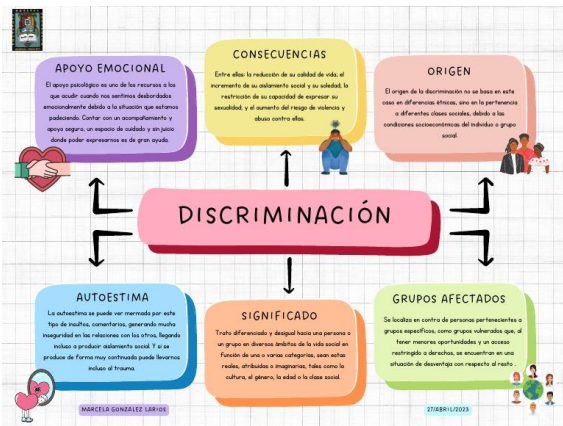 APOYO EMOCIONAL
El apoyo psicológico es uno de los recursos a los
que acudir cuando nos sentimos desbordados
emocionalmente debido a la situación que estamos
padeciendo. Contar con un acompañamiento y
apoyo seguro, un espacio de cuidado y sin juicio
donde poder expresarnos es de gran ayuda.
CONSECUENCIAS
Entre ellas: la reducción de su calidad de vida, el
incremento de su aislamiento social y su soledad, la
restricción de su capacidad de expresar su
sexualidad, y el aumento del riesgo de violencia y
abuso contra ellas.
ORIGEN
El origen de la discriminación no se basa en este
caso en diferencias étnicas, sino en la pertenencia
a diferentes clases sociales, debido a las
condiciones socioeconómicas del individuo o grupo
social.
DISCRIMINACIÓN
AUTOESTIMA
La autoestima se puede ver mermada por este
tipo de insultos, comentarios, generando mucha
inseguridad en las relaciones con los otros, llegando
incluso a producir aislamiento social. Y si se
produce de forma muy continuada puede llevarnos
incluso al trauma.
SIGNIFICADO
Trato diferenciado y desigual hacia una persona o
un grupo en diversos ámbitos de la vida social en
función de una o varias categorías, sean estas
reales, atribuidas o imaginarias, tales como la
cultura, el género, la edad o la clase social.
GRUPOS AFECTADOS
Se localiza en contra de personas pertenecientes a
grupos específicos, como grupos vulnerados que, al
tener menores oportunidades y un acceso
restringido a derechos, se encuentran en una
situación de desventaja con respecto al resto .
MARCELA GONZALEZ LARIOS
27/ABRIL/2023